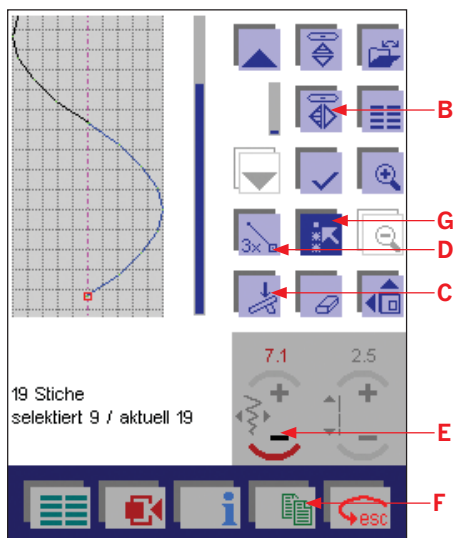 B
G
3x
D
C
7.1 2.5
19 Stiche
selektiert 9 / aktuell 19
E
i
F
esc